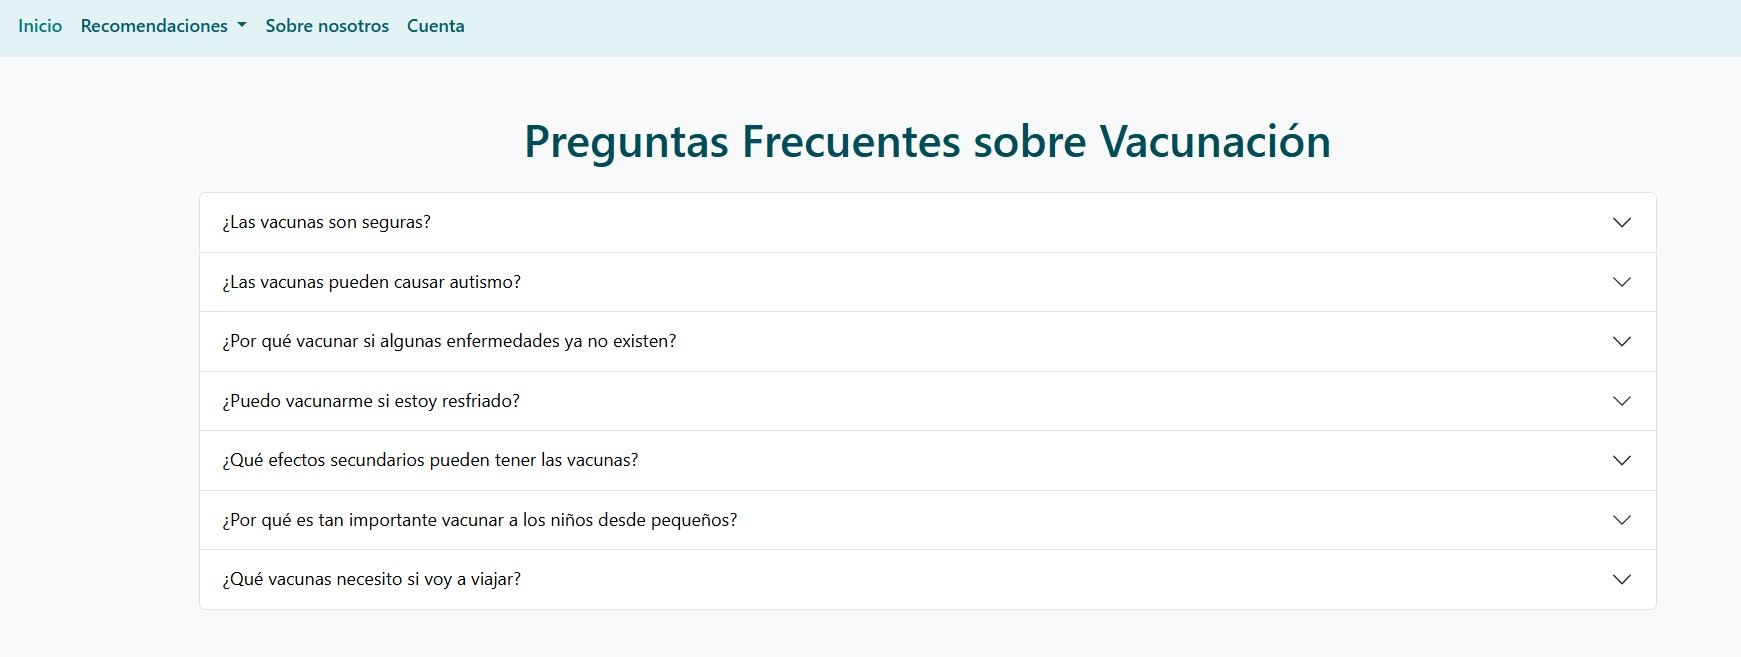 Inicio Recomendaciones Sobre nosotros Cuenta
Preguntas Frecuentes sobre Vacunación
¿Las vacunas son seguras?
¿Las vacunas pueden causar autismo?
¿Por qué vacunar si algunas enfermedades ya no existen?
¿Puedo vacunarme si estoy resfriado?
¿Qué efectos secundarios pueden tener las vacunas?
¿Por qué es tan importante vacunar a los niños desde pequeños?
¿Qué vacunas necesito si voy a viajar?